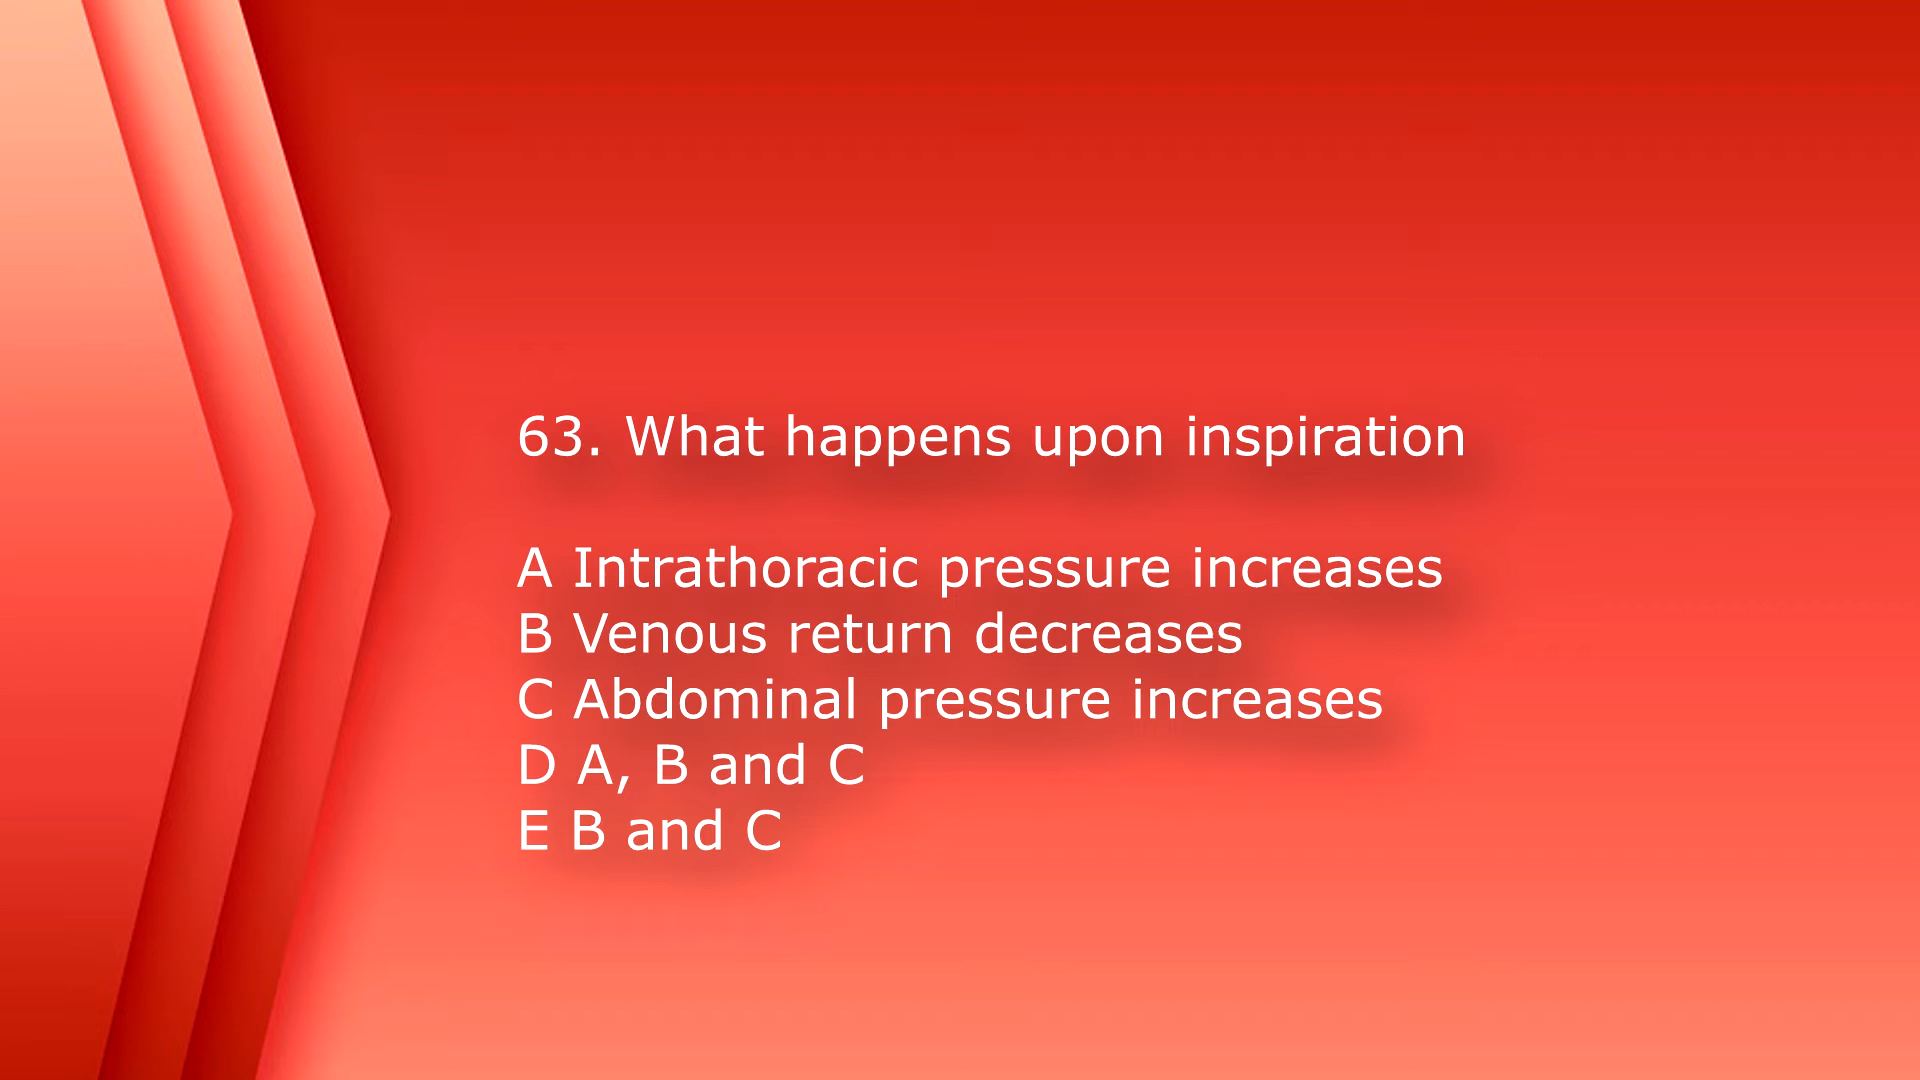 63. What happens upon inspiration
A Intrathoracic pressure increases
B Venous return decreases
C Abdominal pressure increases
D A, B and C
E B and C